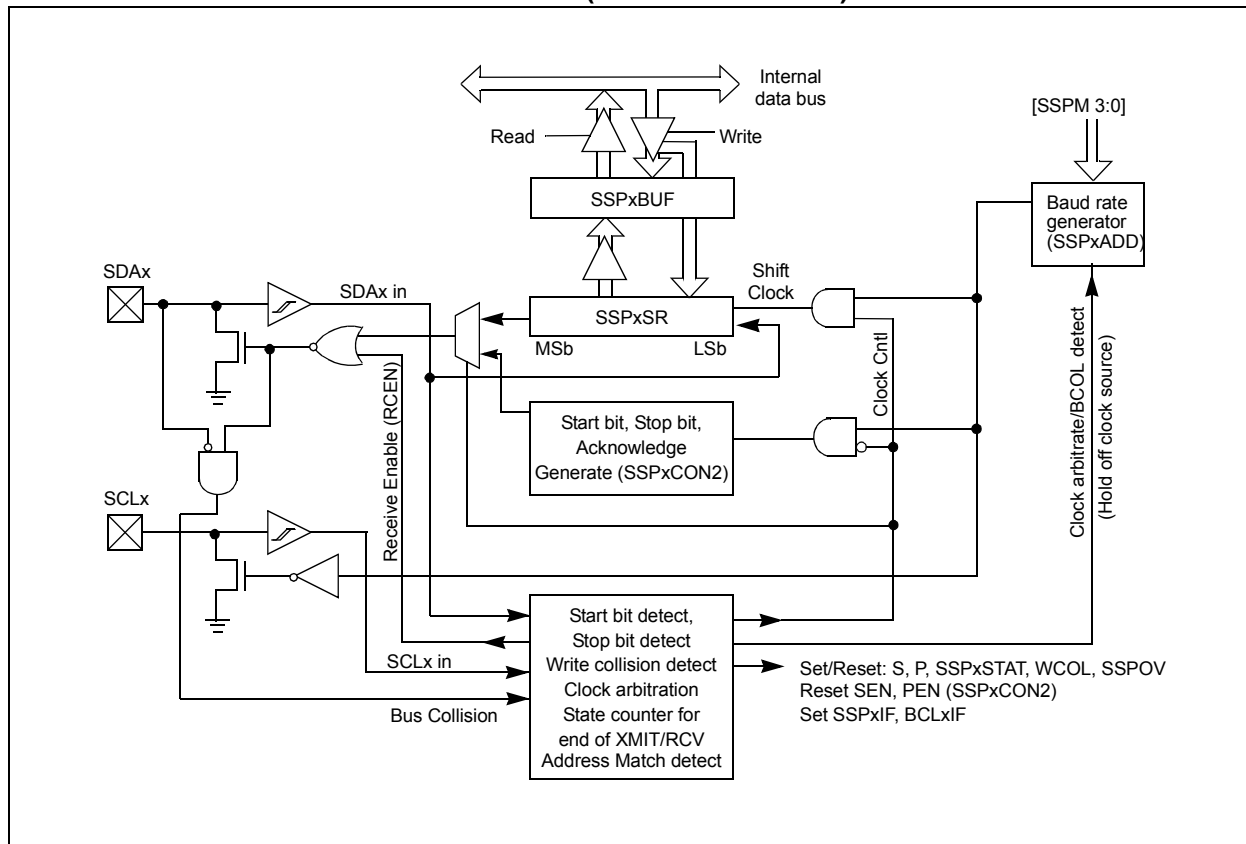 Internal
data bus
[SSPM 3:0]
Read
Write
SSPxBUF
Baud rate
generator
(SSPxADD)
SDAx
Shift
Clock
SDAx in
SSPxSR
MSb
LSb
Clock Cntl
Clock arbitrate/BCOL detect
(Hold off clock source)
Start bit, Stop bit,
Acknowledge
Generate (SSPxCON2)
Receive Enable (RCEN)
SCLx
Start bit detect,
Stop bit detect
Write collision detect
Clock arbitration
State counter for
end of XMIT/RCV
Address Match detect
SCLx in
Bus Collision
Set/Reset: S, P, SSPxSTAT, WCOL, SSPOV
Reset SEN, PEN (SSPxCON2)
Set SSPxIF, BCLxIF